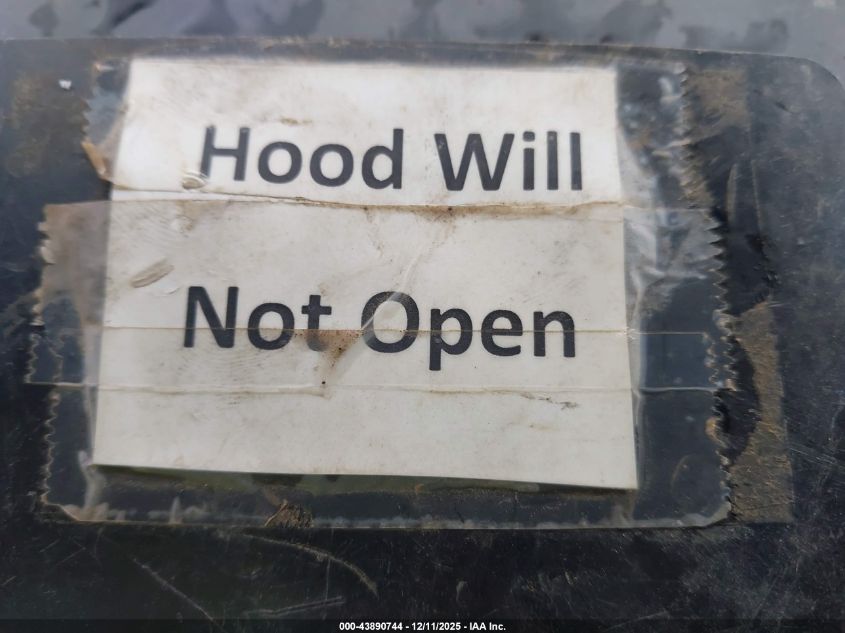 Hood Will
Not Open
000-43890744 - 12/11/2025 - IAA Inc.